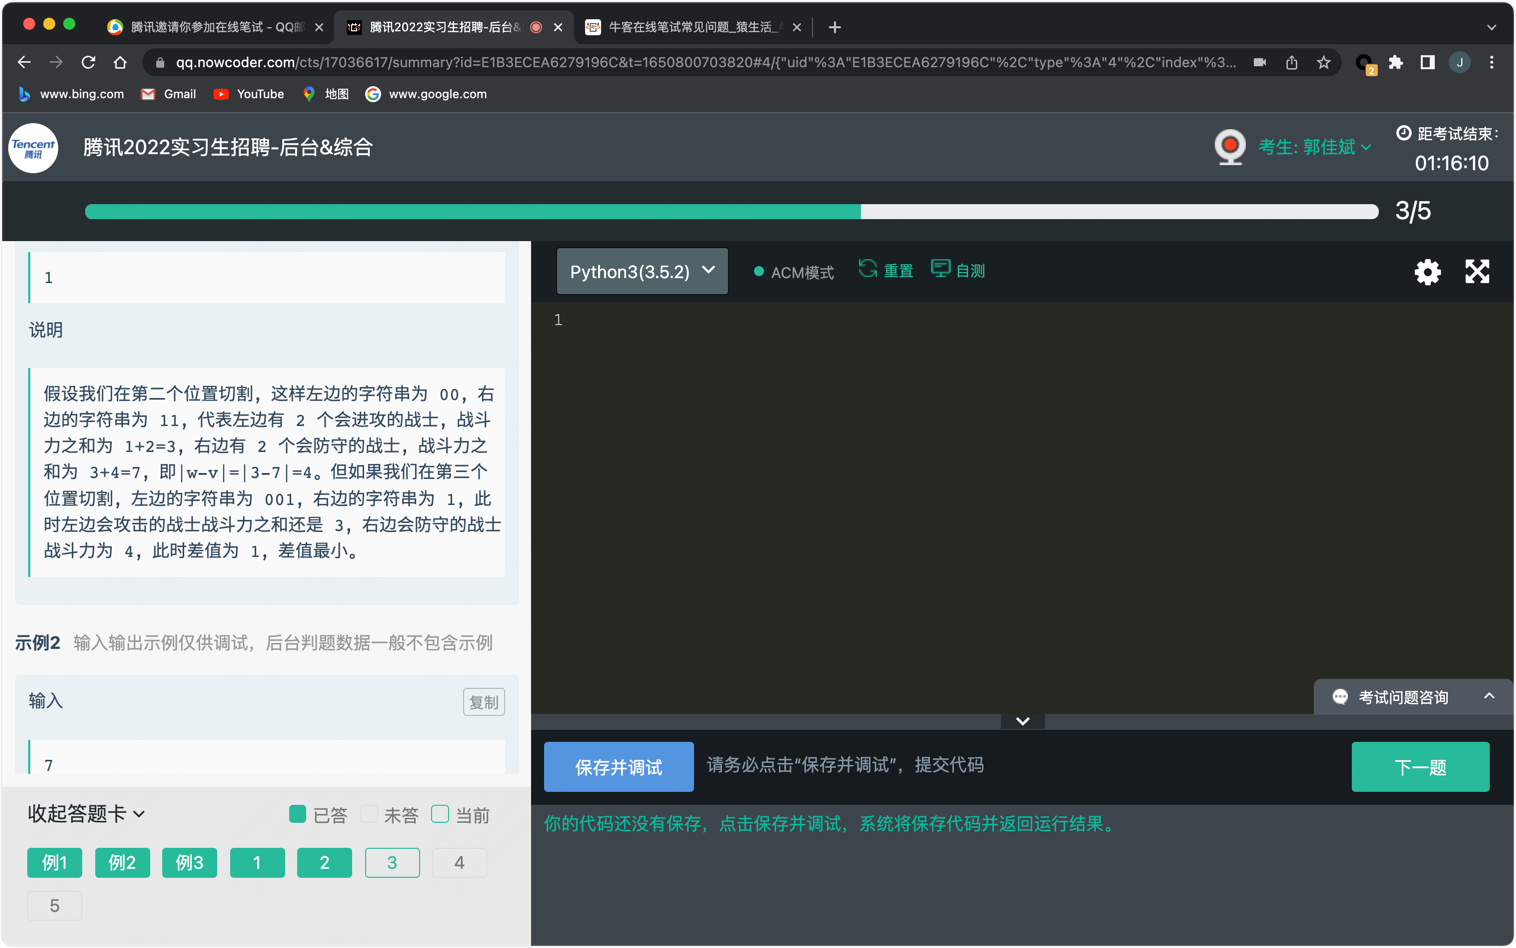 腾讯邀请你参加在线笔试 - QQ邮
腾讯2022实习生招聘-后台&
牛客在线笔试常见问题_猿生活_
qq.nowcoder.com/cts/17036617/summary?id=E1B3ECEA6279196C&t=1650800703820#4/{"uid"%3A"E1B3ECEA6279196C"%2C"type"%3A"4"%2C"index"%3...
2
J
www.bing.com
Gmail
YouTube
地图
www.google.com
Tencent
腾讯
腾讯2022实习生招聘-后台&综合
考生: 郭佳斌
距考试结束:
01:16:10
3/5
1
说明
假设我们在第二个位置切割，这样左边的字符串为 00，右
边的字符串为 11，代表左边有 2 个会进攻的战士，战斗
力之和为 1+2=3，右边有 2 个会防守的战士，战斗力之
和为 3+4=7，即|w-v|=|3-7|=4。但如果我们在第三个
位置切割，左边的字符串为 001，右边的字符串为 1，此
时左边会攻击的战士战斗力之和还是 3，右边会防守的战士
战斗力为 4，此时差值为 1，差值最小。
示例2 输入输出示例仅供调试，后台判题数据一般不包含示例
输入
复制
7
收起答题卡
已答 未答 当前
例1 例2 例3 1 2 3 4
5
Python3(3.5.2)
ACM模式
重置
自测
1
考试问题咨询
保存并调试
请务必点击“保存并调试”，提交代码
下一题
你的代码还没有保存，点击保存并调试，系统将保存代码并返回运行结果。